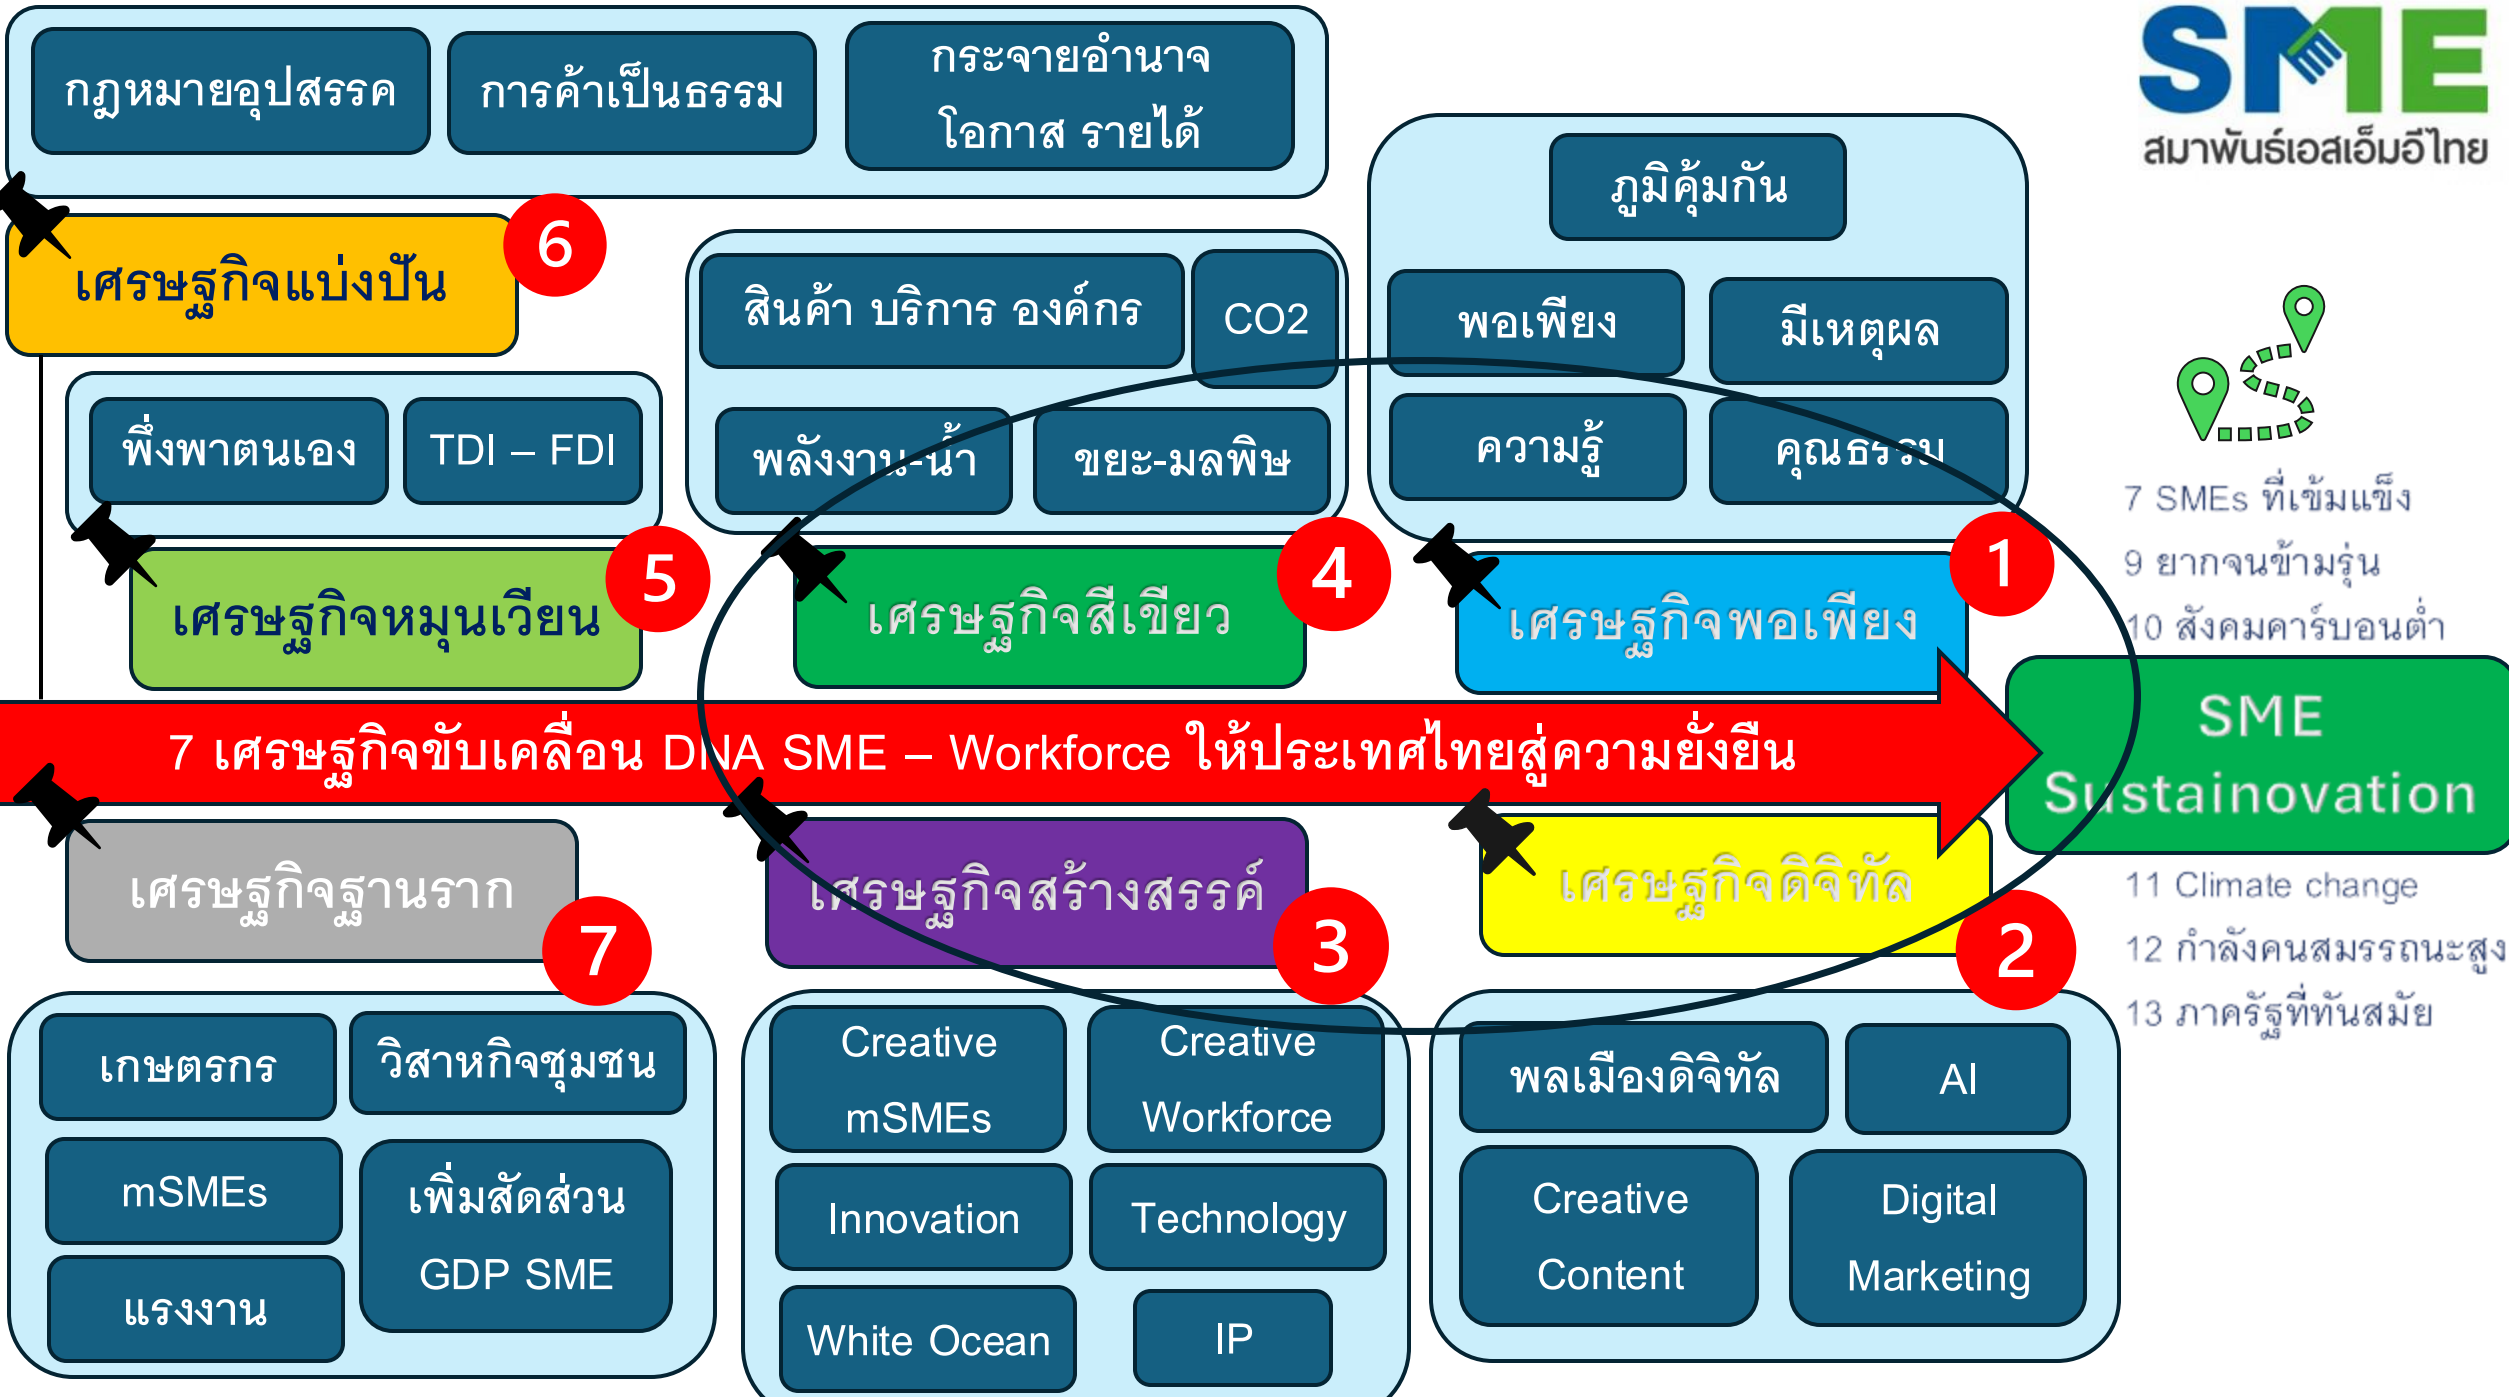 กฎหมายอุปสรรค
การค้าเป็นธรรม
กระจายอำนาจ
โอกาส รายได้
SME
สมาพันธ์เอสเอ็มอีไทย
ภูมิคุ้มกัน
6
เศรษฐกิจแบ่งปัน
สินค้า บริการ องค์กร
CO2
พอเพียง
มีเหตุผล
พึ่งพาตนเอง
TDI – FDI
พลังงาน-น้ำ
ขยะ-มลพิษ
ความรู้
คุณธรรม
7 SMEs ที่เข้มแข็ง
9 ยากจนข้ามรุ่น
10 สังคมคาร์บอนต่ำ
5
เศรษฐกิจหมุนเวียน
4
เศรษฐกิจสีเขียว
1
เศรษฐกิจพอเพียง
7 เศรษฐกิจขับเคลื่อน DNA SME – Workforce ให้ประเทศไทยสู่ความยั่งยืน
SME
Sustainovation
เศรษฐกิจฐานราก
7
เศรษฐกิจสร้างสรรค์
3
เศรษฐกิจดิจิทัล
2
11 Climate change
12 กำลังคนสมรรถนะสูง
13 ภาครัฐที่ทันสมัย
เกษตรกร
วิสาหกิจชุมชน
mSMEs
เพิ่มสัดส่วน
GDP SME
แรงงาน
Creative
mSMEs
Creative
Workforce
Innovation
Technology
White Ocean
IP
พลเมืองดิจิทัล
AI
Creative
Content
Digital
Marketing